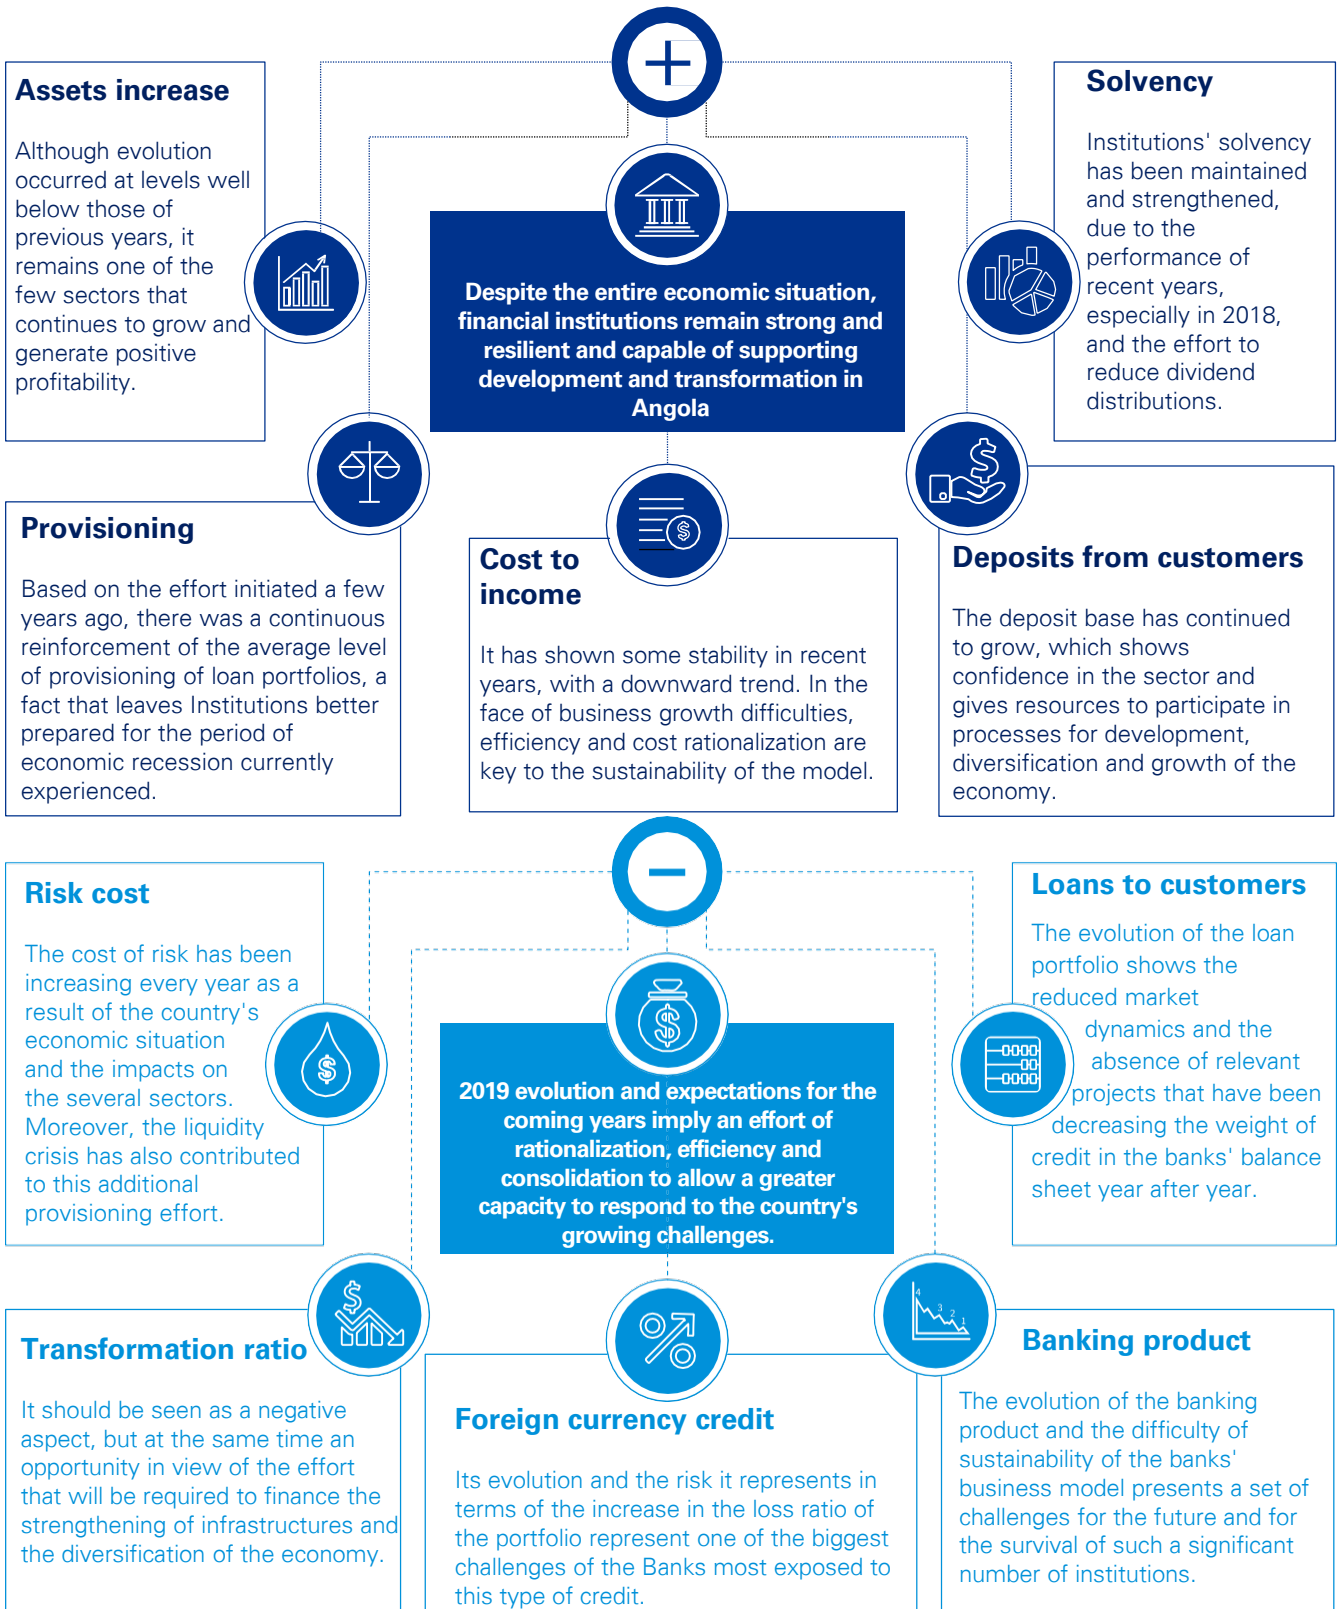 +
Assets increase
Although evolution
occurred at levels well
below those of
previous years, it
remains one of the
few sectors that
continues to grow and
generate positive
profitability.
Despite the entire economic situation,
financial institutions remain strong and
resilient and capable of supporting
development and transformation in
Angola
Solvency
Institutions' solvency
has been maintained
and strengthened,
due to the
performance of
recent years,
especially in 2018,
and the effort to
reduce dividend
distributions.
Provisioning
Based on the effort initiated a few
years ago, there was a continuous
reinforcement of the average level
of provisioning of loan portfolios, a
fact that leaves Institutions better
prepared for the period of
economic recession currently
experienced.
$
Cost to
income
It has shown some stability in recent
years, with a downward trend. In the
face of business growth difficulties,
efficiency and cost rationalization are
key to the sustainability of the model.
$
Deposits from customers
The deposit base has continued
to grow, which shows
confidence in the sector and
gives resources to participate in
processes for development,
diversification and growth of the
economy.
−
Risk cost
The cost of risk has been
increasing every year as a
result of the country's
economic situation
and the impacts on
the several sectors.
Moreover, the liquidity
crisis has also contributed
to this additional
provisioning effort.
$
$
2019 evolution and expectations for the
coming years imply an effort of
rationalization, efficiency and
consolidation to allow a greater
capacity to respond to the country's
growing challenges.
Loans to customers
The evolution of the loan
portfolio shows the
reduced market
dynamics and the
absence of relevant
projects that have been
decreasing the weight of
credit in the banks' balance
sheet year after year.
$
Transformation ratio
It should be seen as a negative
aspect, but at the same time an
opportunity in view of the effort
that will be required to finance the
strengthening of infrastructures and
the diversification of the economy.
Foreign currency credit
Its evolution and the risk it represents in
terms of the increase in the loss ratio of
the portfolio represent one of the biggest
challenges of the Banks most exposed to
this type of credit.
4
3
2
1
Banking product
The evolution of the banking
product and the difficulty of
sustainability of the banks'
business model presents a set of
challenges for the future and for
the survival of such a significant
number of institutions.